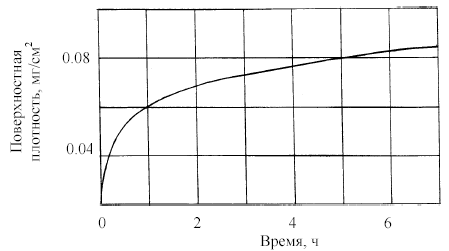 Поверхностная
плотность, мг/см²
0.08
0.04
0
2
4
6
Время, ч